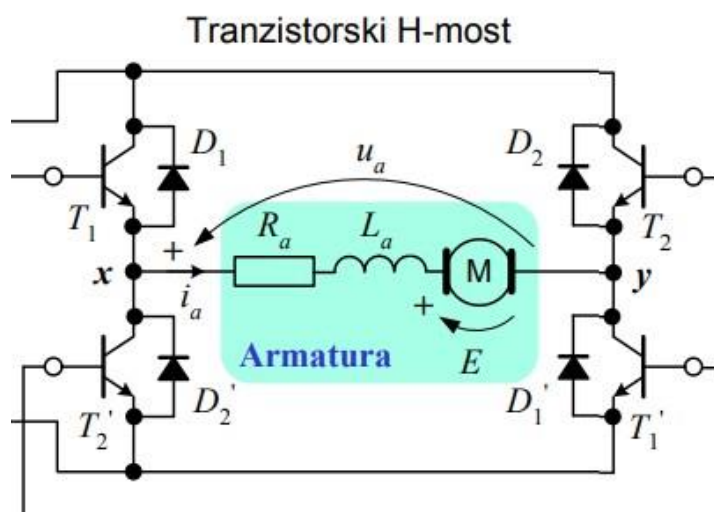 Tranzistorski H-most
D₁
uₐ
D₂
T₁
Rₐ
Lₐ
T₂
+
x
iₐ
M
y
+
Armatura
E
T₂'
D₂'
D₁'
T₁'